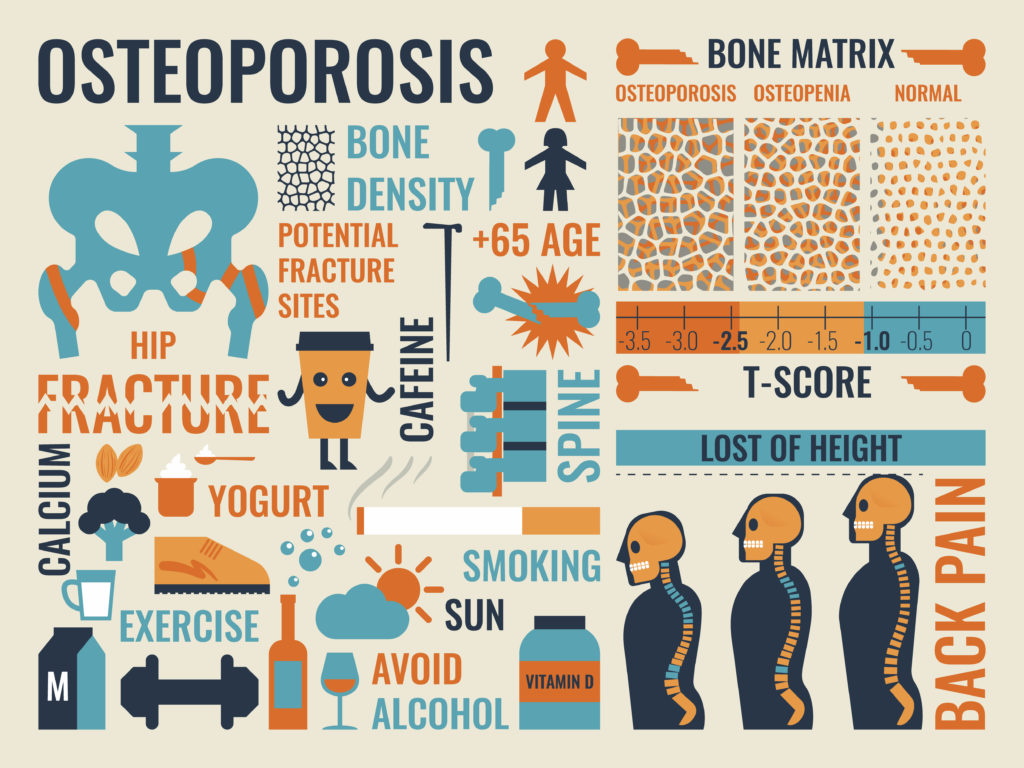 OSTEOPOROSIS
BONE
DENSITY
POTENTIAL
FRACTURE
SITES
+65 AGE
HIP
FRACTURE
CAFFEINE
SPINE
CALCIUM
YOGURT
SMOKING
EXERCISE
SUN
M
AVOID
ALCOHOL
VITAMIN D
BONE MATRIX
OSTEOPOROSIS OSTEOPENIA NORMAL
-3.5 -3.0 -2.5 -2.0 -1.5 -1.0 -0.5 0
T-SCORE
LOST OF HEIGHT
BACK PAIN